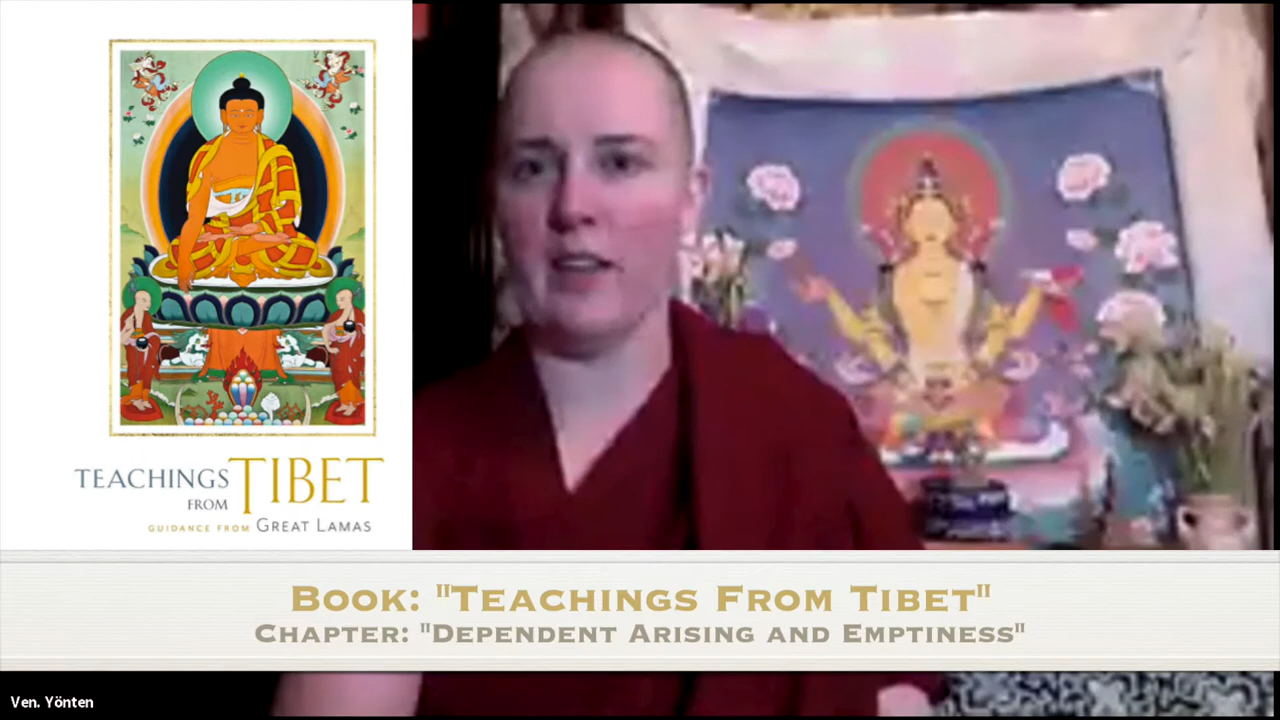 TEACHINGS
FROM TIBET
GUIDANCE FROM GREAT LAMAS
BOOK: "TEACHINGS FROM TIBET"
CHAPTER: "DEPENDENT ARISING AND EMPTINESS"
Ven. Yönten